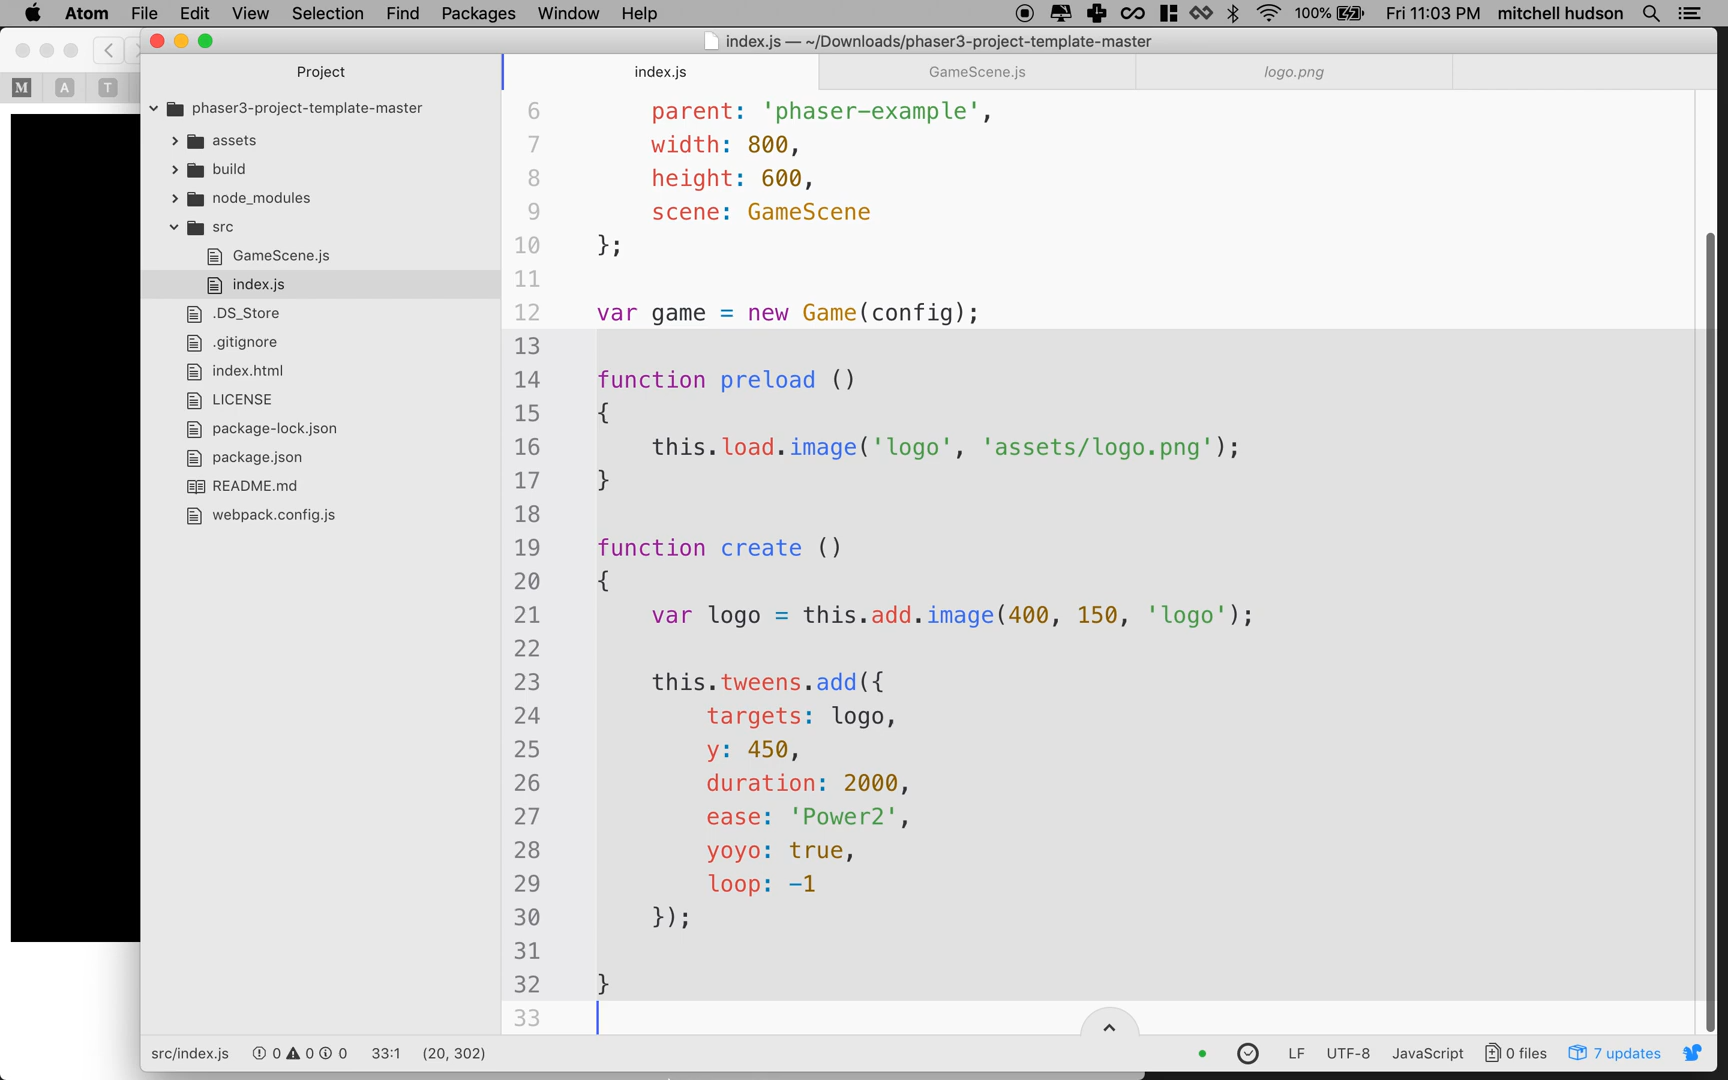 Atom File Edit View Selection Find Packages Window Help 100% Fri 11:03 PM mitchell hudson
index.js — ~/Downloads/phaser3-project-template-master
Project
index.js
GameScene.js
logo.png
M A T
phaser3-project-template-master
assets
build
node_modules
src
GameScene.js
index.js
.DS_Store
.gitignore
index.html
LICENSE
package-lock.json
package.json
README.md
webpack.config.js
6 parent: 'phaser-example',
7 width: 800,
8 height: 600,
9 scene: GameScene
10 };
11
12 var game = new Game(config);
13
14 function preload ()
15 {
16 this.load.image('logo', 'assets/logo.png');
17 }
18
19 function create ()
20 {
21 var logo = this.add.image(400, 150, 'logo');
22
23 this.tweens.add({
24 targets: logo,
25 y: 450,
26 duration: 2000,
27 ease: 'Power2',
28 yoyo: true,
29 loop: -1
30 });
31
32 }
33
src/index.js 0 0 0 33:1 (20, 302) LF UTF-8 JavaScript 0 files 7 updates